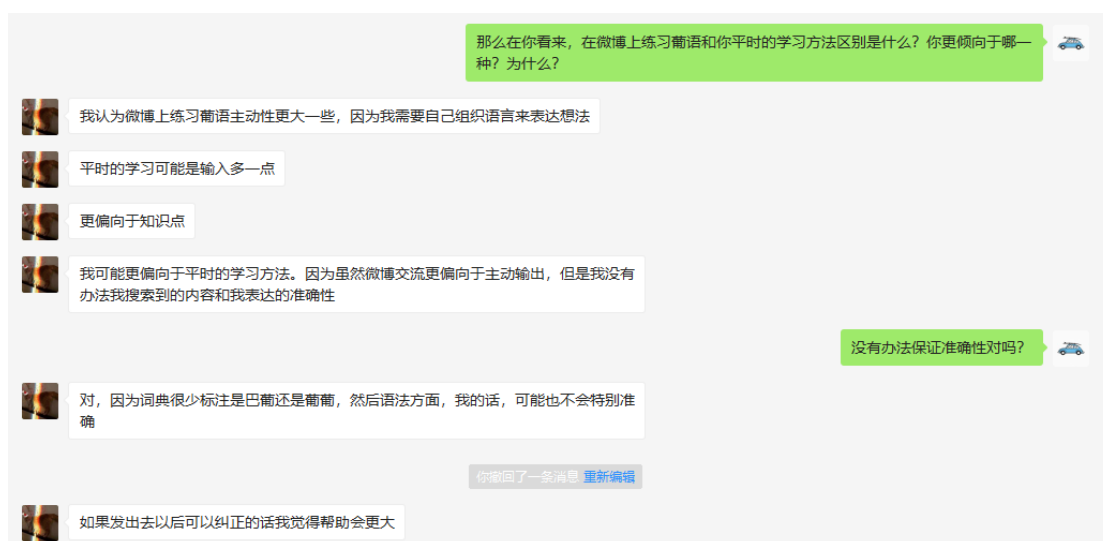 那么在你看来，在微博上练习葡语和你平时的学习方法区别是什么？你更倾向于哪一
种？为什么？
我认为微博上练习葡语主动性更大一些，因为我需要自己组织语言来表达想法
平时的学习可能是输入多一点
更偏向于知识点
我可能更偏向于平时的学习方法。因为虽然微博交流更偏向于主动输出，但是我没有
办法我搜索到的内容和我表达的准确性
没有办法保证准确性对吗？
对，因为词典很少标注是巴葡还是葡葡，然后语法方面，我的话，可能也不会特别准
确
你撤回了一条消息 重新编辑
如果发出去以后可以纠正的话我觉得帮助会更大